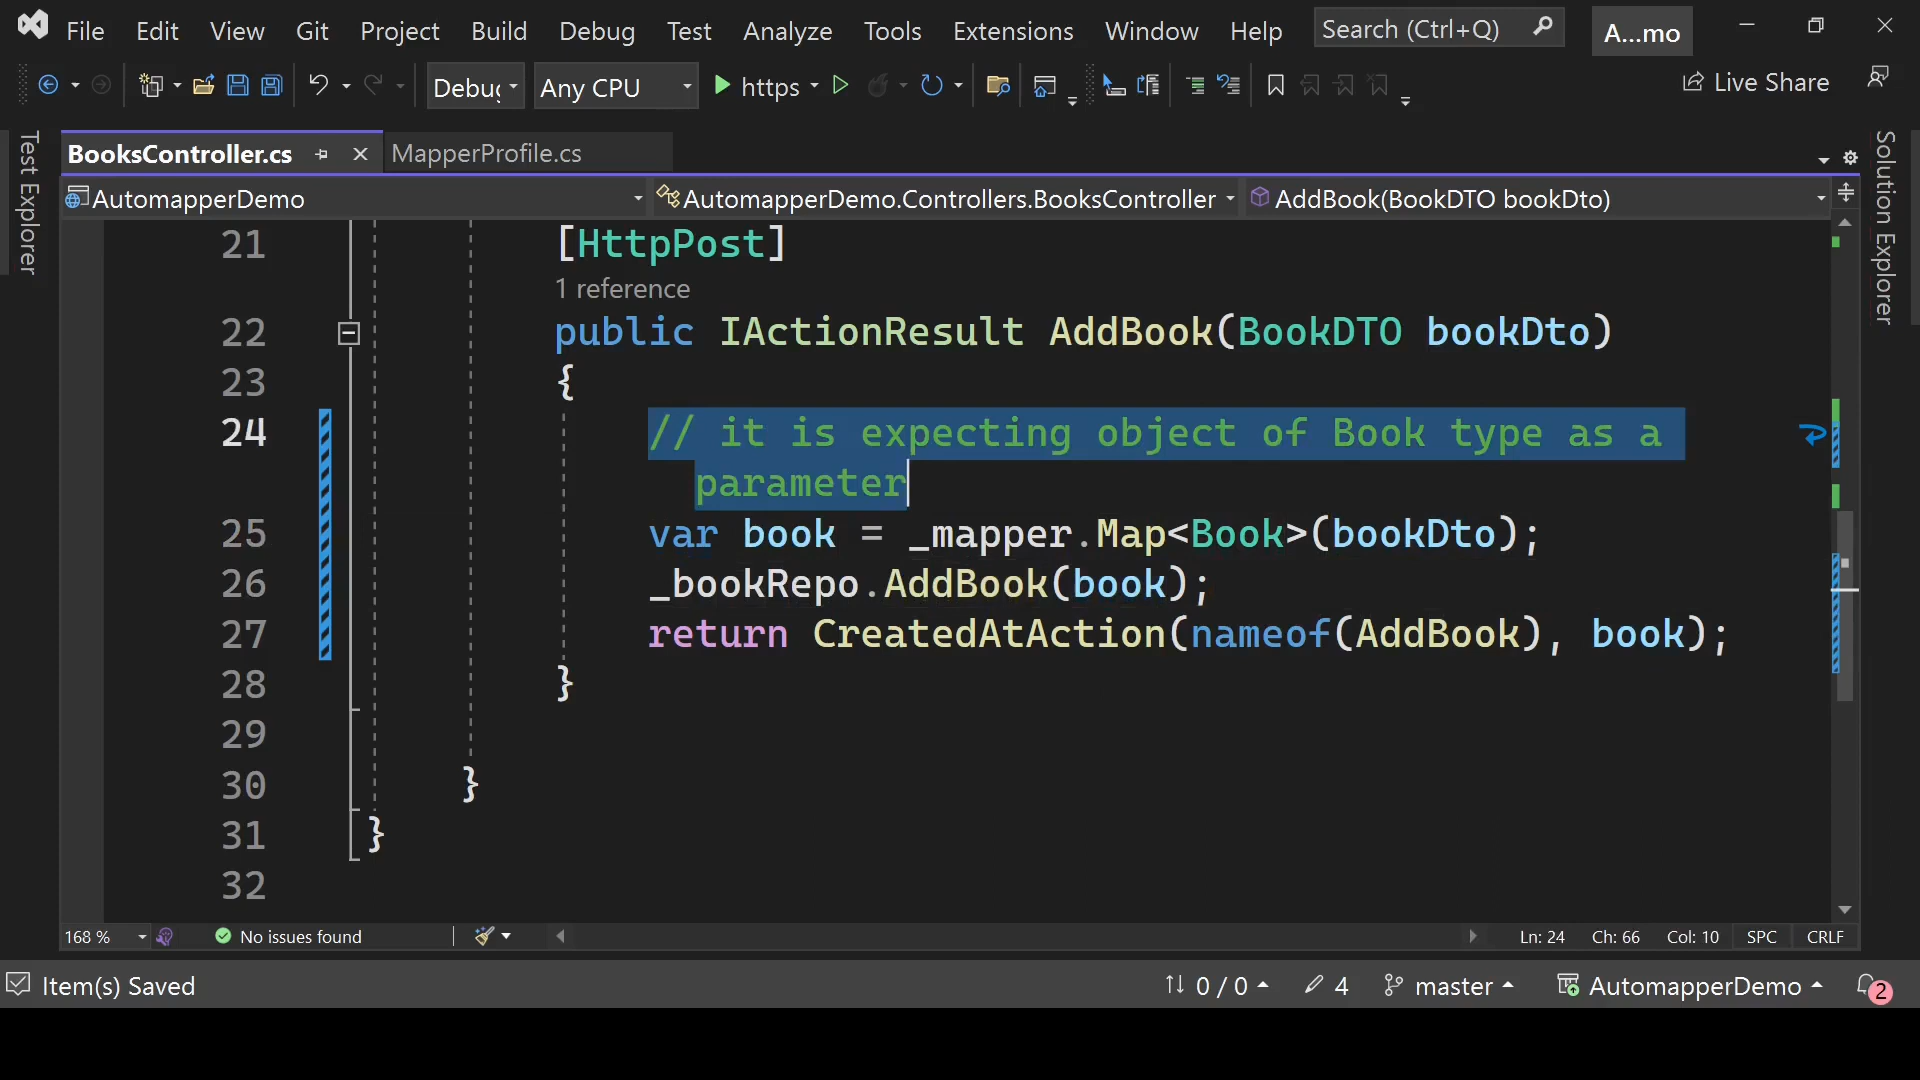 File Edit View Git Project Build Debug Test Analyze Tools Extensions Window Help Search (Ctrl+Q) A...mo
Debug Any CPU https Live Share
Test Explorer
BooksController.cs MapperProfile.cs
Solution Explorer
AutomapperDemo AutomapperDemo.Controllers.BooksController AddBook(BookDTO bookDto)
21 [HttpPost]
1 reference
22 public IActionResult AddBook(BookDTO bookDto)
23 {
24 // it is expecting object of Book type as a
parameter
25 var book = _mapper.Map<Book>(bookDto);
26 _bookRepo.AddBook(book);
27 return CreatedAtAction(nameof(AddBook), book);
28 }
29
30 }
31 }
32
168 % No issues found Ln: 24 Ch: 66 Col: 10 SPC CRLF
Item(s) Saved 0 / 0 4 master AutomapperDemo 2